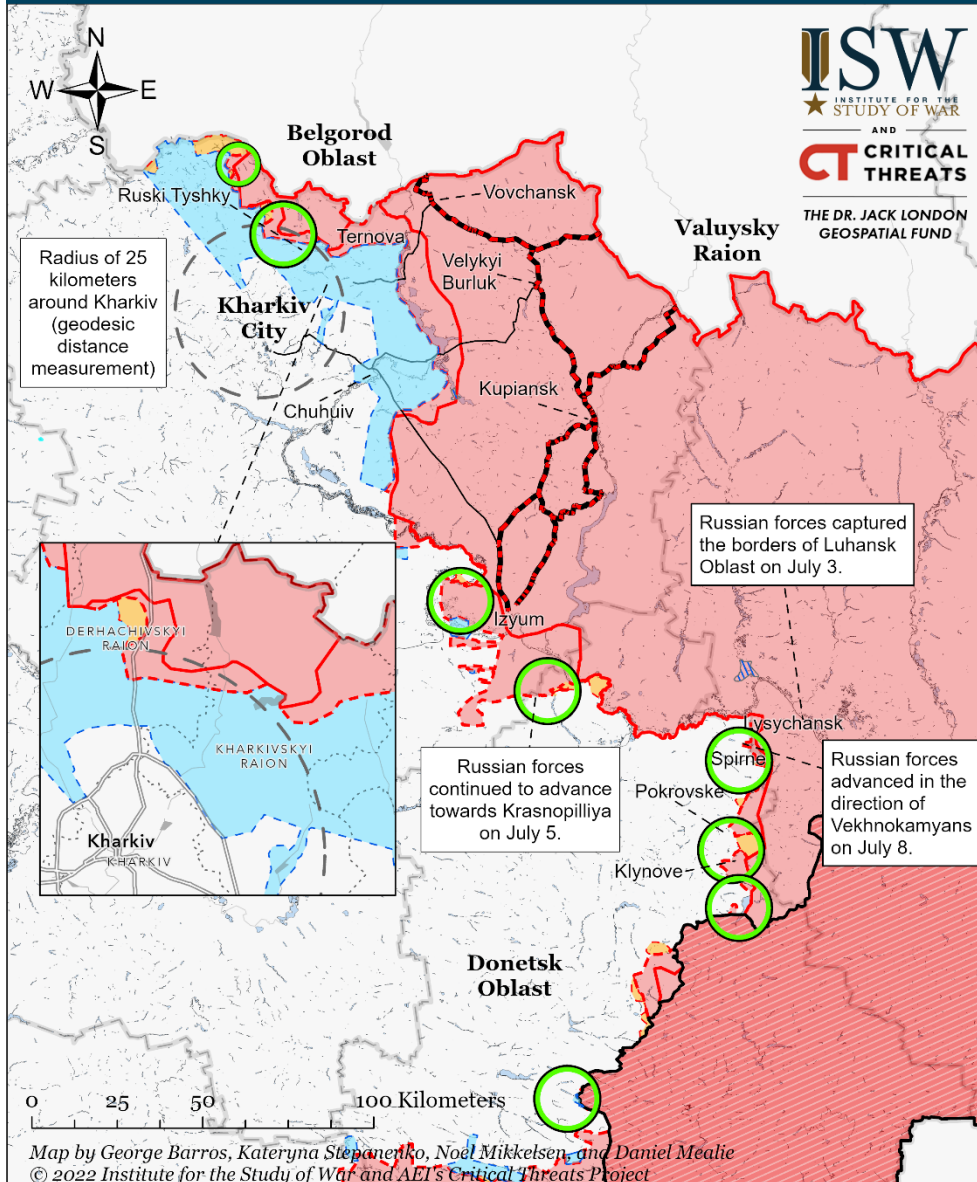 N
W E
S
ISW
INSTITUTE FOR THE
STUDY OF WAR
AND
CT CRITICAL
THREATS
THE DR. JACK LONDON
GEOSPATIAL FUND
Belgorod
Oblast
Ruski Tyshky
Vovchansk
Ternova
Valuysky
Raion
Velykyi
Burluk
Radius of 25
kilometers
around Kharkiv
(geodesic
distance
measurement)
Kharkiv
City
Kupiansk
Chuhuiv
Russian forces captured
the borders of Luhansk
Oblast on July 3.
Izyum
DERHACHIVSKYI
RAION
KHARKIVSKYI
RAION
Kharkiv
KHARKIV
Lysychansk
Spirne
Russian forces
continued to advance
towards Krasnopilliya
on July 5.
Pokrovske
Russian forces
advanced in the
direction of
Vekhnokamyans
on July 8.
Klynove
Donetsk
Oblast
0 25 50 100 Kilometers
Map by George Barros, Kateryna Stepanenko, Noel Mikkelsen, and Daniel Mealie
© 2022 Institute for the Study of War and AEI's Critical Threats Project